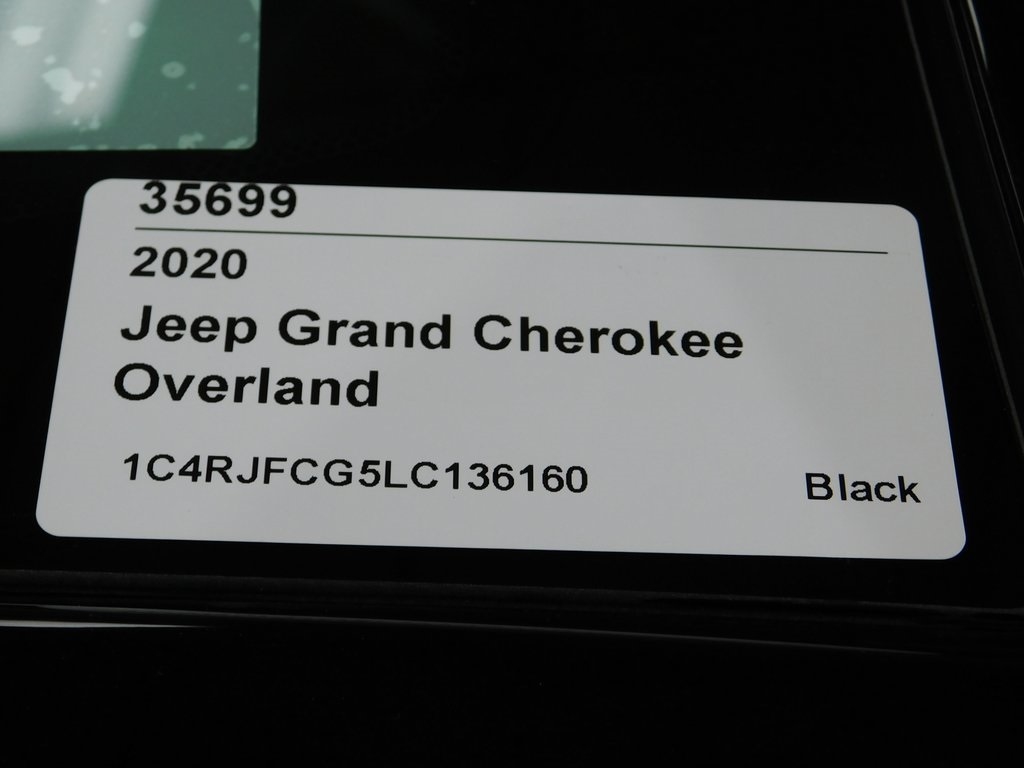 35699
2020
Jeep Grand Cherokee
Overland
1C4RJFCG5LC136160 Black